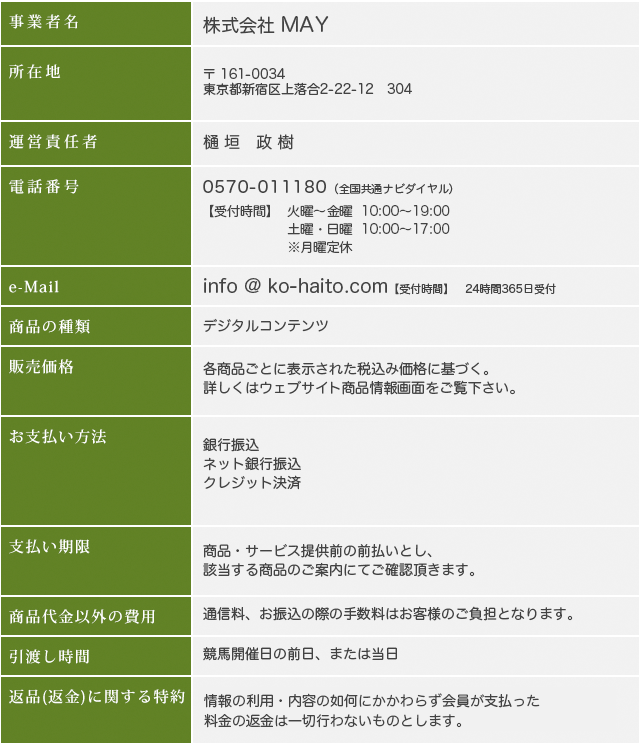 事業者名
株式会社 MAY
所在地
〒 161-0034
東京都新宿区上落合2-22-12　304
運営責任者
樋垣　政樹
電話番号
0570-011180（全国共通ナビダイヤル）
【受付時間】　火曜〜金曜　10:00〜19:00
土曜・日曜　10:00〜17:00
※月曜定休
e-Mail
info @ ko-haito.com【受付時間】　24時間365日受付
商品の種類
デジタルコンテンツ
販売価格
各商品ごとに表示された税込み価格に基づく。
詳しくはウェブサイト商品情報画面をご覧下さい。
お支払い方法
銀行振込
ネット銀行振込
クレジット決済
支払い期限
商品・サービス提供前の前払いとし、
該当する商品のご案内にてご確認頂きます。
商品代金以外の費用
通信料、お振込の際の手数料はお客様のご負担となります。
引渡し時間
競馬開催日の前日、または当日
返品(返金)に関する特約
情報の利用・内容の如何にかかわらず会員が支払った
料金の返金は一切行わないものとします。